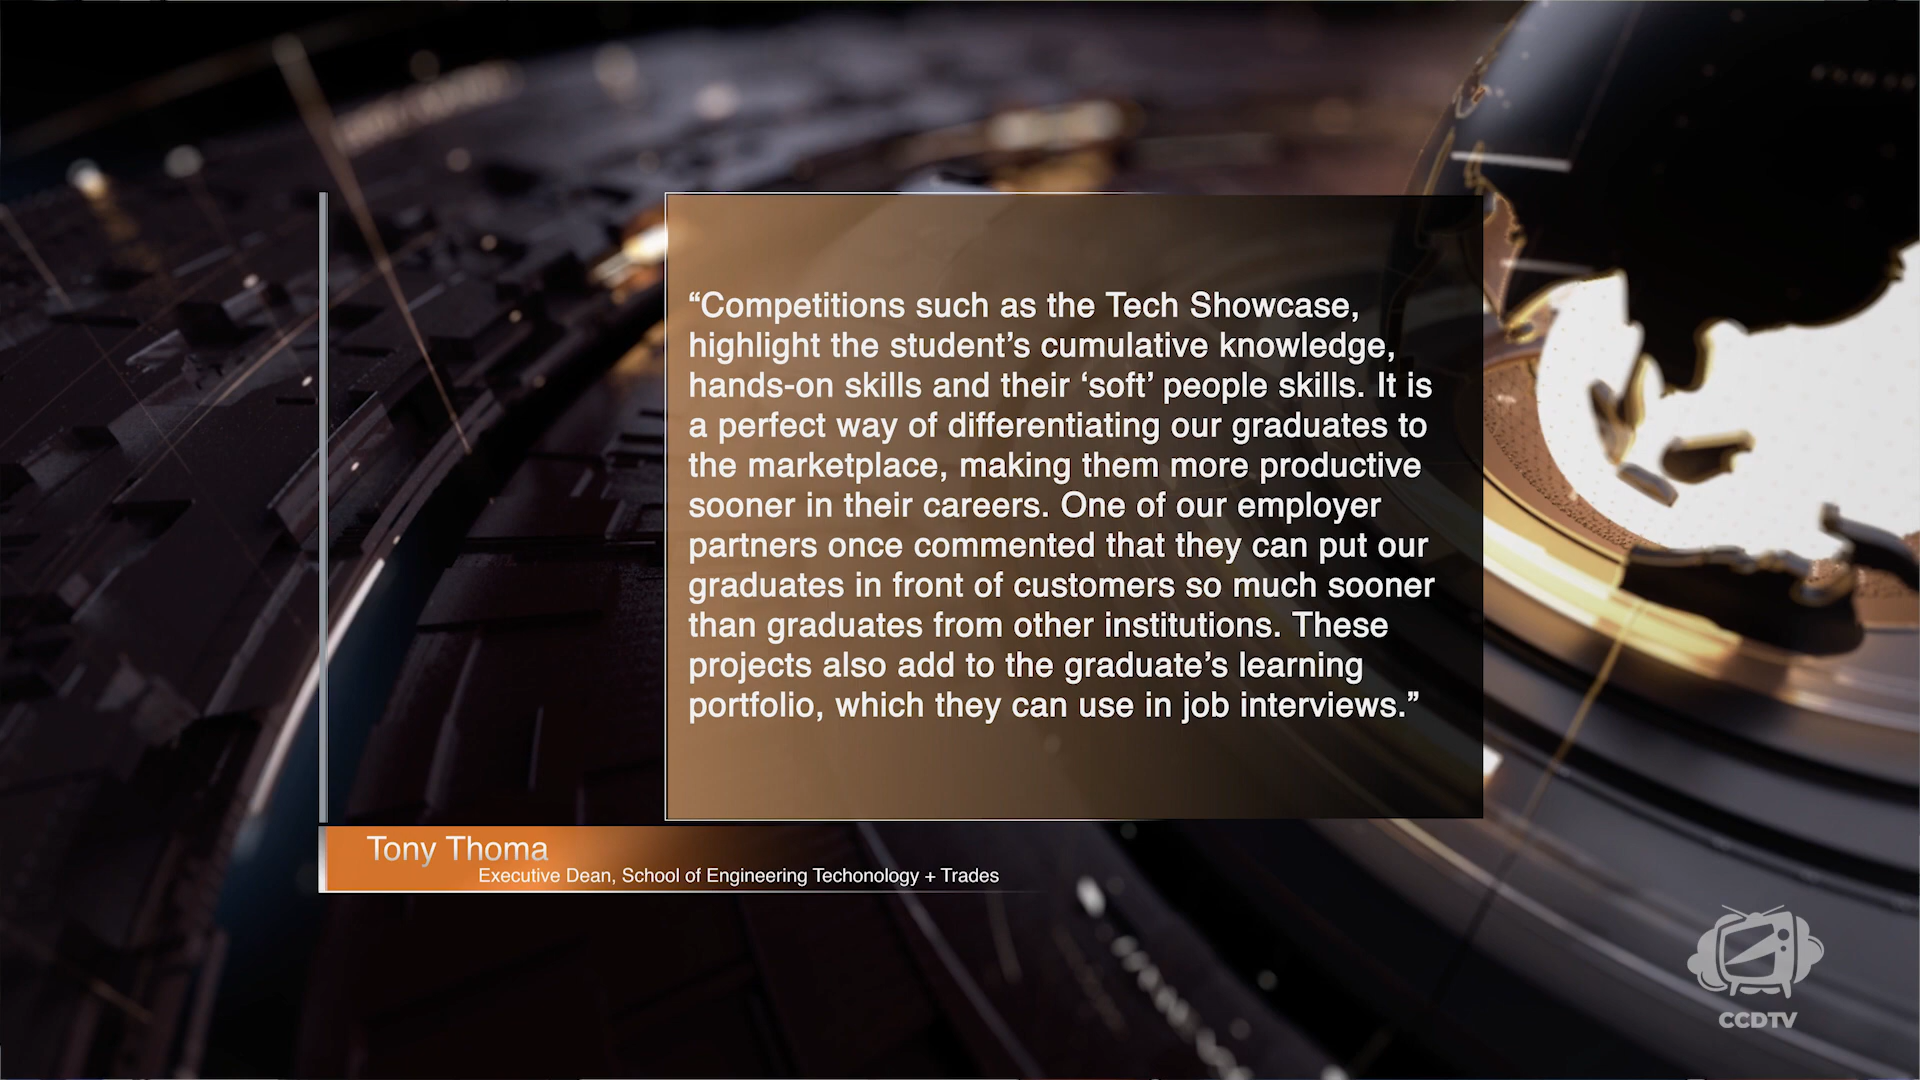 “Competitions such as the Tech Showcase,
highlight the student’s cumulative knowledge,
hands-on skills and their ‘soft’ people skills. It is
a perfect way of differentiating our graduates to
the marketplace, making them more productive
sooner in their careers. One of our employer
partners once commented that they can put our
graduates in front of customers so much sooner
than graduates from other institutions. These
projects also add to the graduate’s learning
portfolio, which they can use in job interviews.”
Tony Thoma
Executive Dean, School of Engineering Techonology + Trades
CCDTV